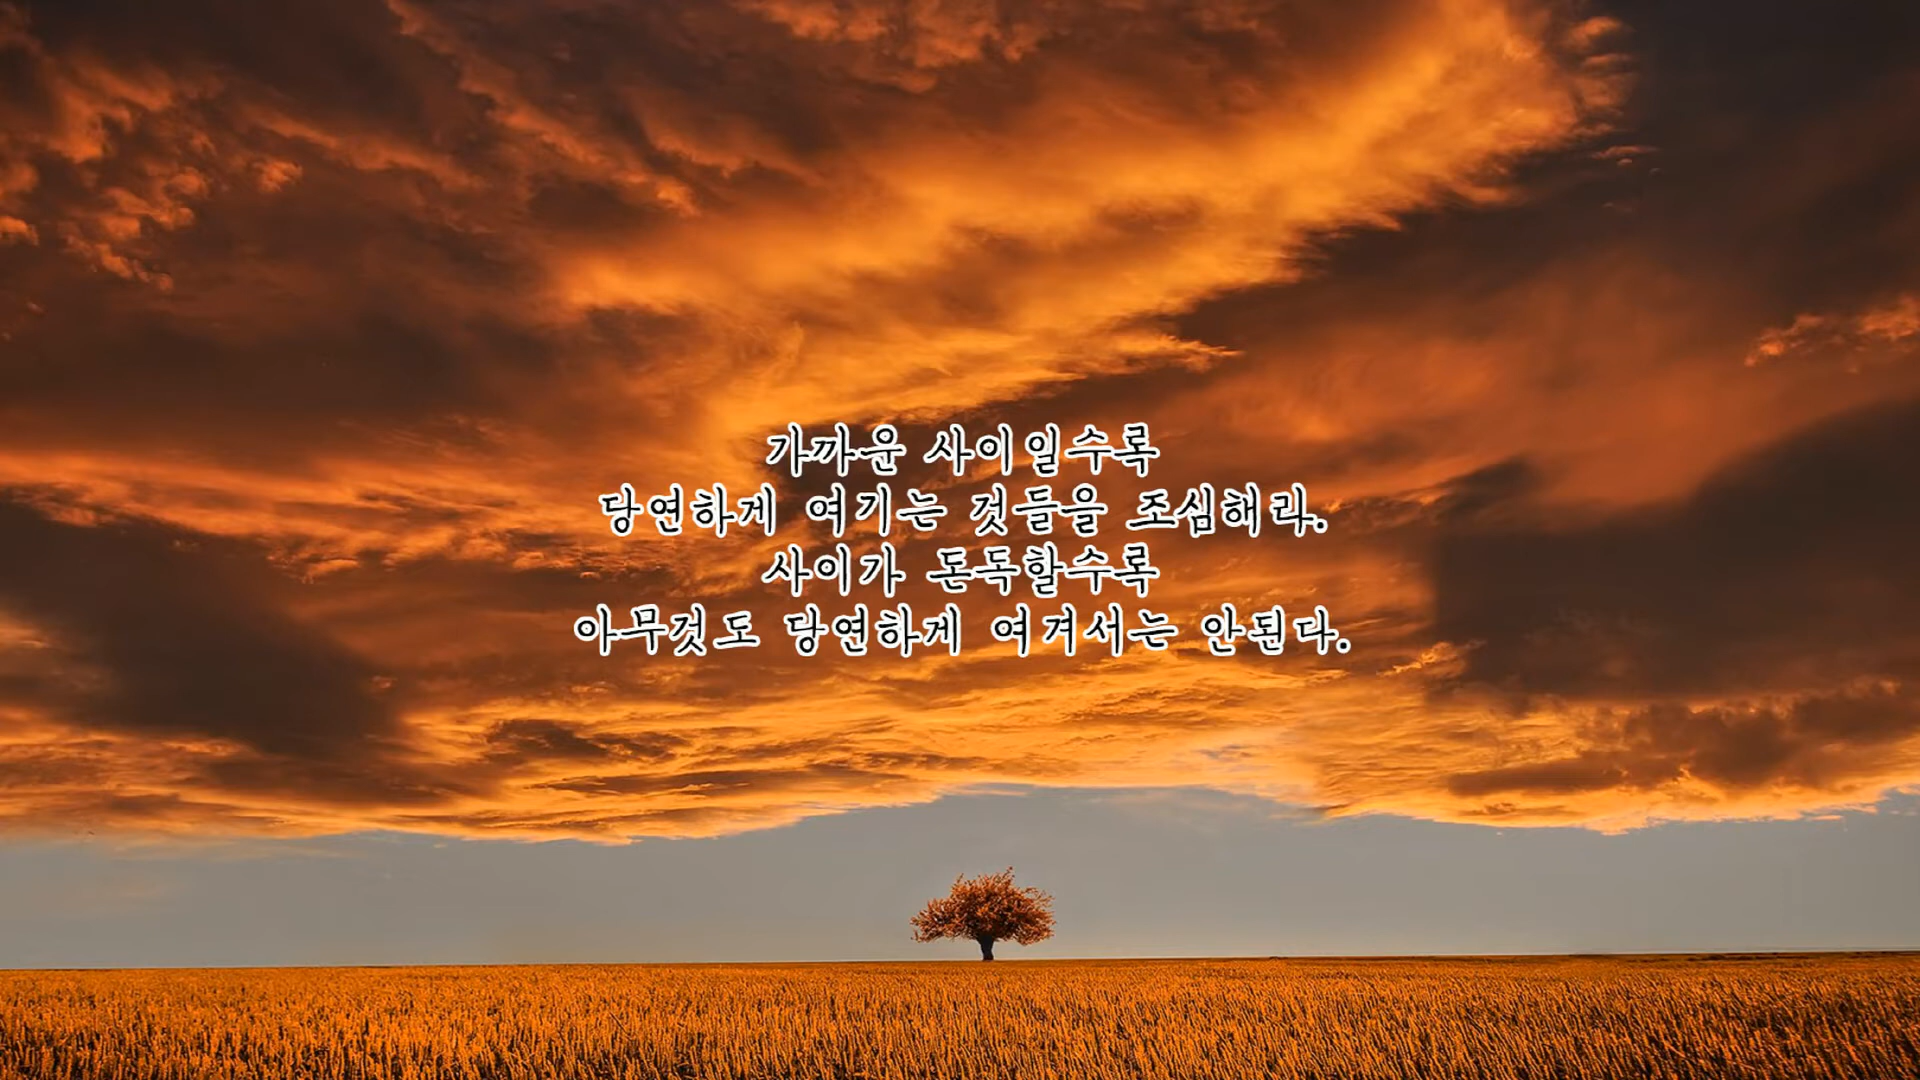 가까운 사이일수록
당연하게 여기는 것들을 조심해라.
사이가 돈독할수록
아무것도 당연하게 여겨서는 안된다.